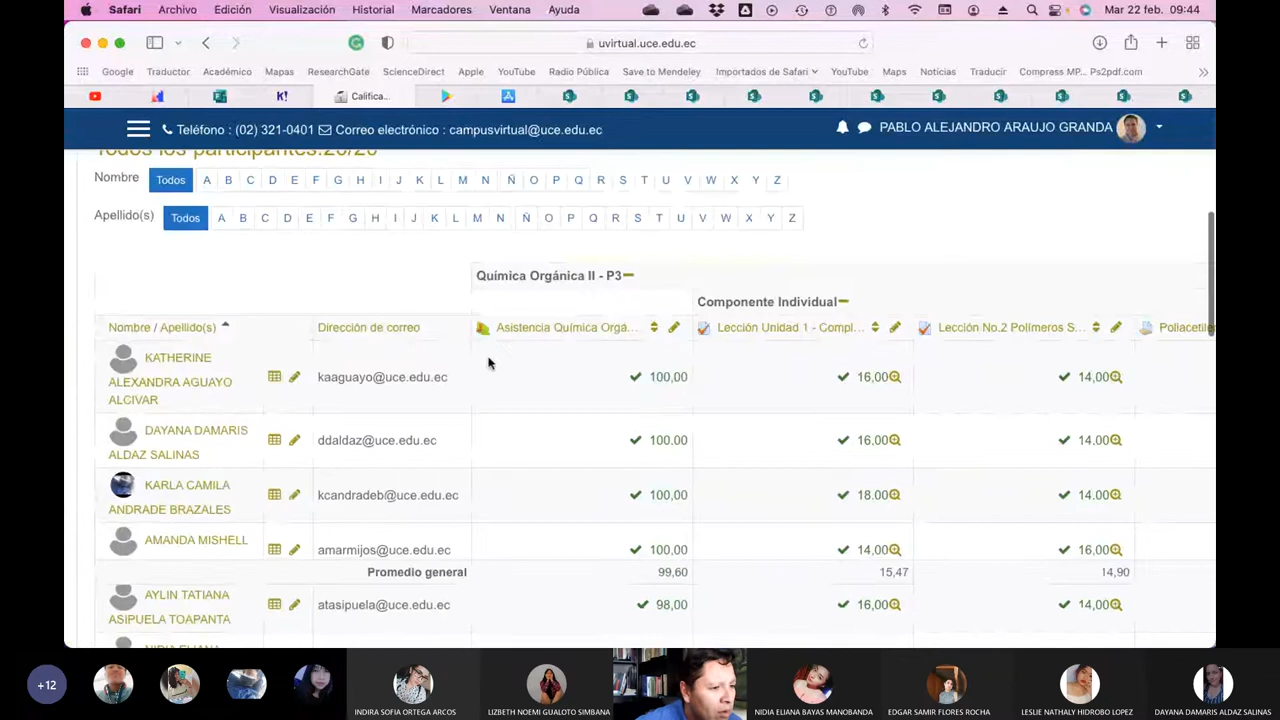 Safari Archivo Edición Visualización Historial Marcadores Ventana Ayuda Mar 22 feb. 09:44
uvirtual.uce.edu.ec
Google Traductor Académico Mapas ResearchGate ScienceDirect Apple YouTube Radio Pública Save to Mendeley Importados de Safari YouTube Maps Noticias Traducir Compress MP... Ps2pdf.com
K! Califica...
Teléfono : (02) 321-0401 Correo electrónico : campusvirtual@uce.edu.ec PABLO ALEJANDRO ARAUJO GRANDA
Todos los participantes:20/20
Nombre Todos A B C D E F G H I J K L M N Ñ O P Q R S T U V W X Y Z
Apellido(s) Todos A B C D E F G H I J K L M N Ñ O P Q R S T U V W X Y Z
Química Orgánica II - P3
Componente Individual
Nombre / Apellido(s) Dirección de correo Asistencia Química Orgá... Lección Unidad 1 - Compl... Lección No.2 Polímeros S... Poliacetile
KATHERINE
ALEXANDRA AGUAYO
ALCIVAR
kaaguayo@uce.edu.ec 100,00 16,00 14,00
DAYANA DAMARIS
ALDAZ SALINAS
ddaldaz@uce.edu.ec 100.00 16.00 14.00
KARLA CAMILA
ANDRADE BRAZALES
kcandradeb@uce.edu.ec 100,00 18.00 14.00
AMANDA MISHELL
amarmijos@uce.edu.ec 100,00 14,00 16,00
Promedio general 99,60 15,47 14,90
AYLIN TATIANA
ASIPUELA TOAPANTA
atasipuela@uce.edu.ec 98,00 16,00 14,00
+12
INDIRA SOFIA ORTEGA ARCOS LIZBETH NOEMI GUALOTO SIMBANA NIDIA ELIANA BAYAS MANOBANDA EDGAR SAMIR FLORES ROCHA LESLIE NATHALY HIDROBO LOPEZ DAYANA DAMARIS ALDAZ SALINAS